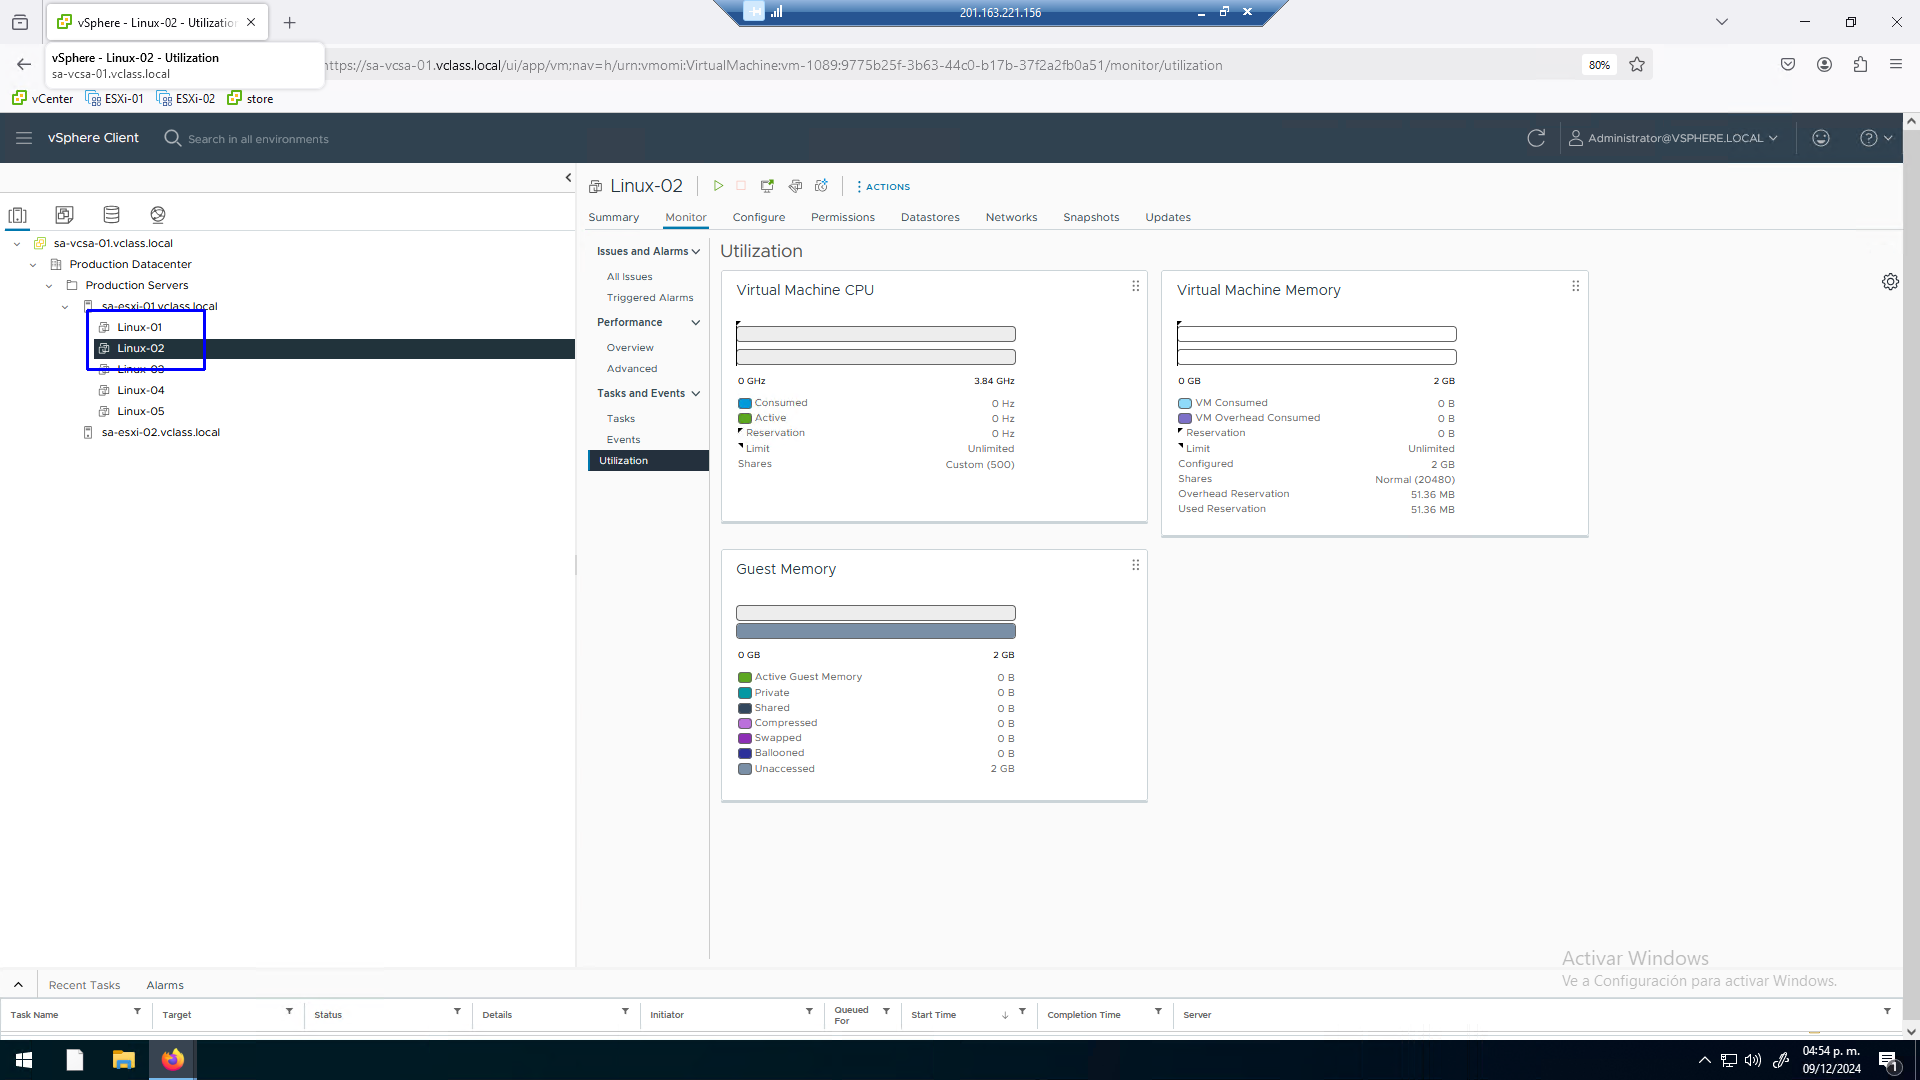 vSphere - Linux-02 - Utilizatio
201.163.221.156
vSphere - Linux-02 - Utilization
sa-vcsa-01.vclass.local
ttps://sa-vcsa-01.vclass.local/ui/app/vm;nav=h/urn:vmomi:VirtualMachine:vm-1089:9775b25f-3b63-44c0-b17b-37f2a2fb0a51/monitor/utilization
80%
vCenter
ESXi-01
ESXi-02
store
vSphere Client
Search in all environments
Administrator@VSPHERE.LOCAL
Linux-02
ACTIONS
Summary
Monitor
Configure
Permissions
Datastores
Networks
Snapshots
Updates
sa-vcsa-01.vclass.local
Production Datacenter
Production Servers
sa-esxi-01.vclass.local
Linux-01
Linux-02
Linux-03
Linux-04
Linux-05
sa-esxi-02.vclass.local
Issues and Alarms
All Issues
Triggered Alarms
Performance
Overview
Advanced
Tasks and Events
Tasks
Events
Utilization
Utilization
Virtual Machine CPU
0 GHz 3.84 GHz
Consumed 0 Hz
Active 0 Hz
Reservation 0 Hz
Limit Unlimited
Shares Custom (500)
Virtual Machine Memory
0 GB 2 GB
VM Consumed 0 B
VM Overhead Consumed 0 B
Reservation 0 B
Limit Unlimited
Configured 2 GB
Shares Normal (20480)
Overhead Reservation 51.36 MB
Used Reservation 51.36 MB
Guest Memory
0 GB 2 GB
Active Guest Memory 0 B
Private 0 B
Shared 0 B
Compressed 0 B
Swapped 0 B
Ballooned 0 B
Unaccessed 2 GB
Activar Windows
Ve a Configuración para activar Windows.
Recent Tasks
Alarms
Task Name
Target
Status
Details
Initiator
Queued For
Start Time
Completion Time
Server
04:54 p. m.
09/12/2024
1